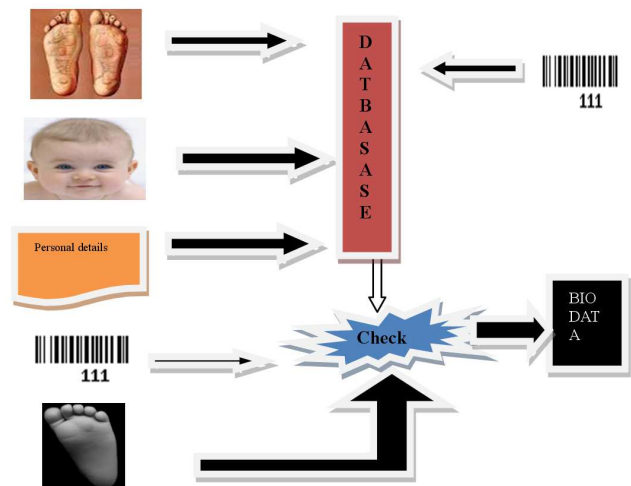 D
A
T
B
A
S
A
S
E
111
Personal details
Check
BIO
DAT
A
111